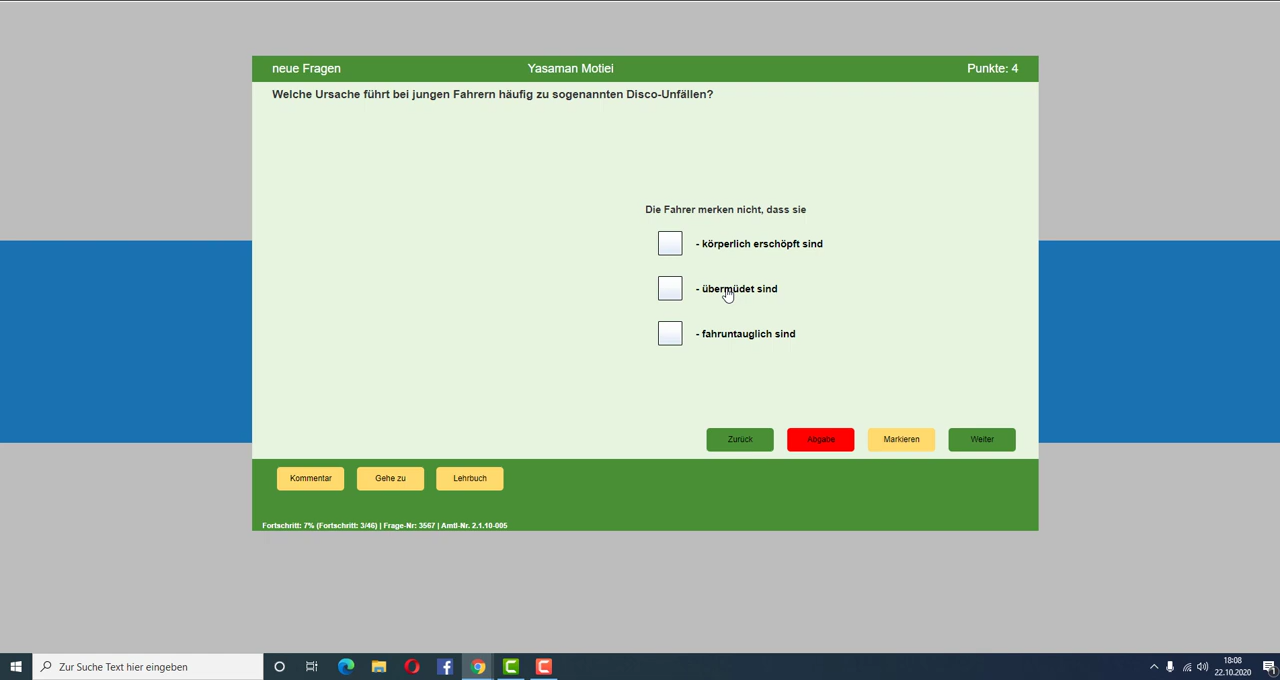 neue Fragen Yasaman Motiei Punkte: 4
Welche Ursache führt bei jungen Fahrern häufig zu sogenannten Disco-Unfällen?
Die Fahrer merken nicht, dass sie
- körperlich erschöpft sind
- übermüdet sind
- fahruntauglich sind
Zurück Abgabe Markieren Weiter
Kommentar Gehe zu Lehrbuch
Fortschritt: 7% (Fortschritt: 3/46) | Frage-Nr: 3567 | Amtl-Nr. 2.1.10-005
Zur Suche Text hier eingeben
18:08
22.10.2020